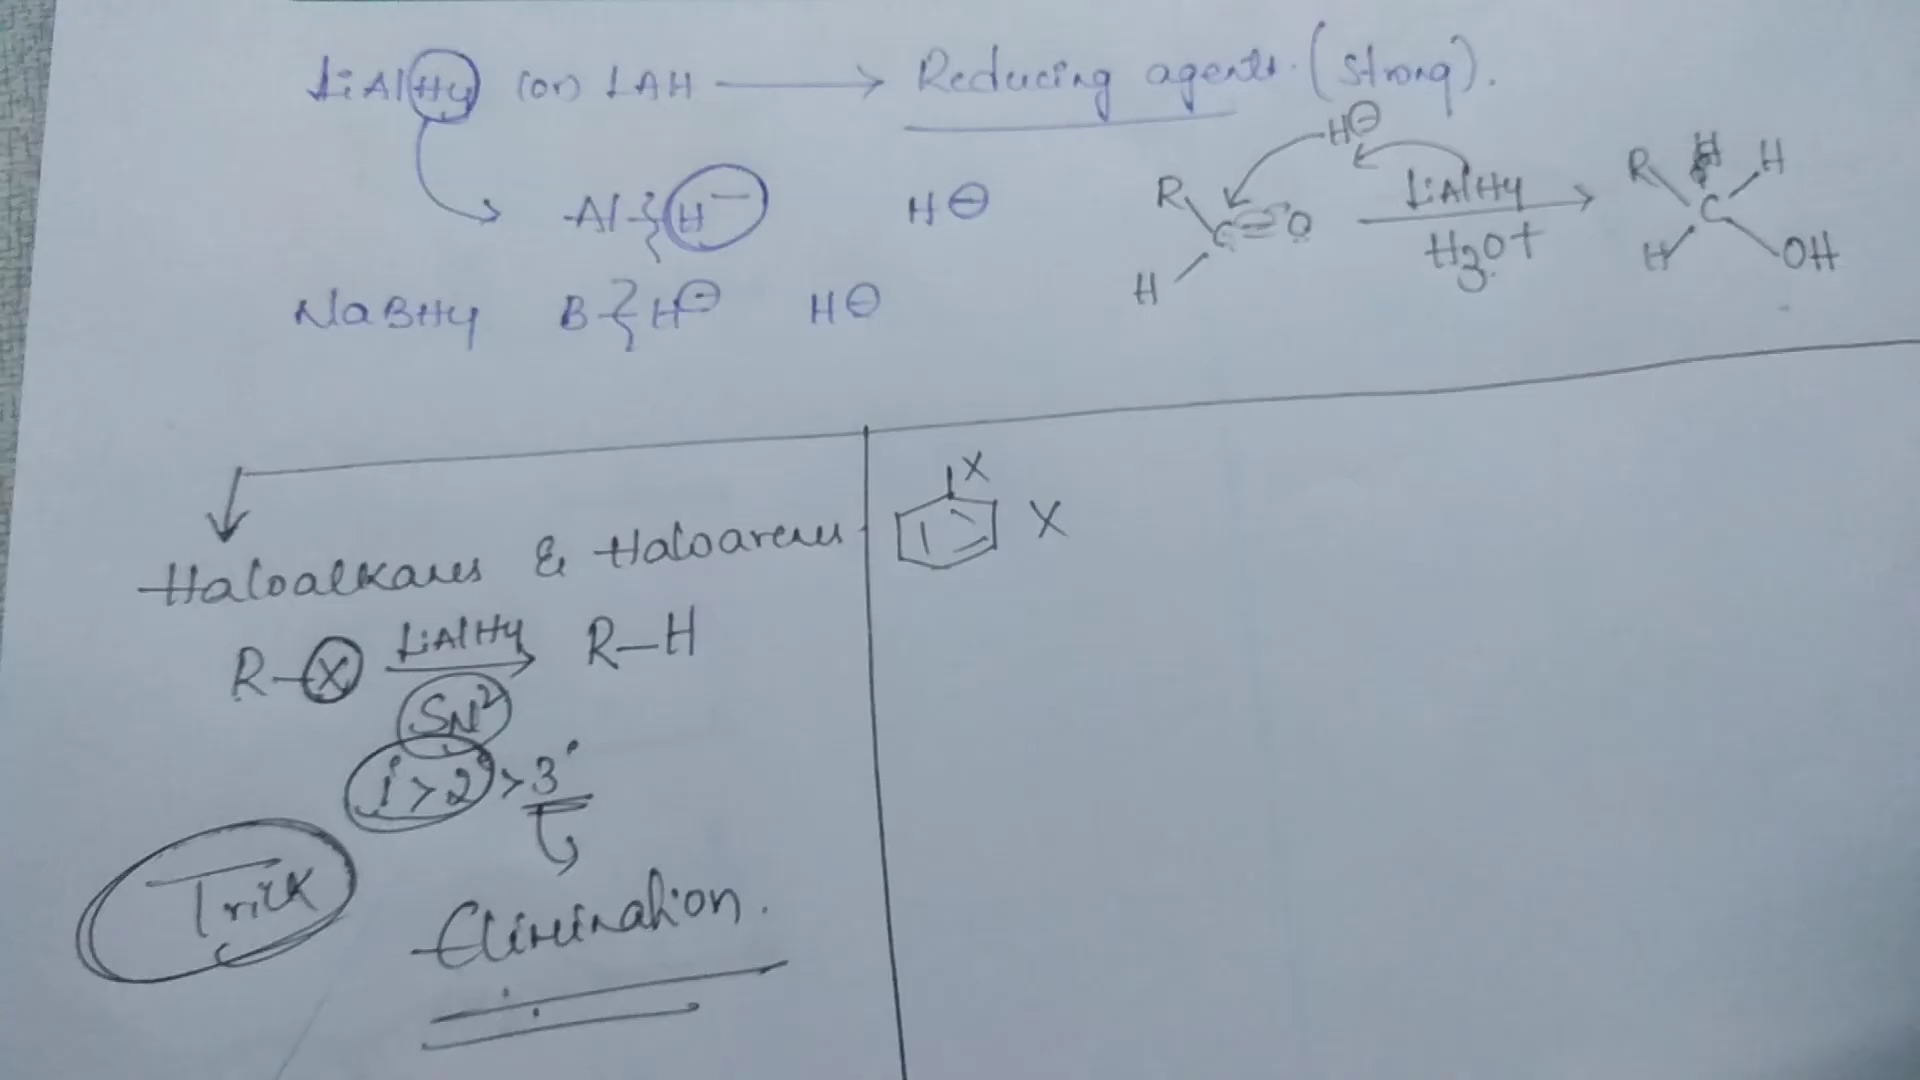 LiAlH4 (or) LAH ⟶ Reducing agents. (Strong).
Al-H⁻ H⊖
NaBH4 B-H⊖ H⊖
H⊖
R C=O H
LiAlH4
H3O+
R H C H H OH
Haloalkanes & Haloarenes
R-X LiAlH4 R-H
SN²
1° > 2° > 3°
Trick
Elimination.
X
X